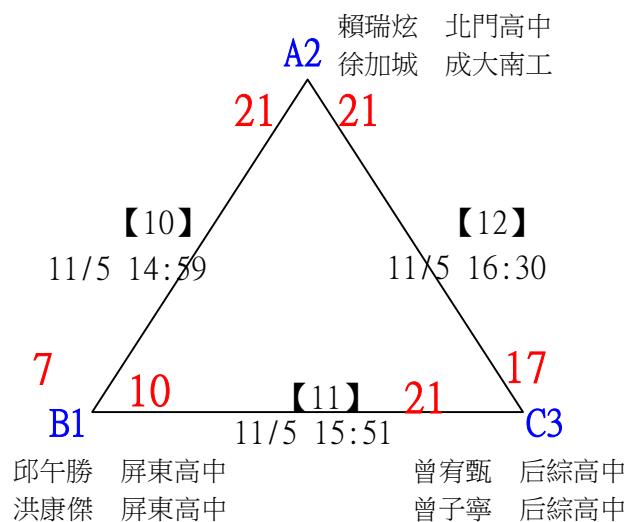 賴瑞炫 北門高中
A2 徐加城 成大南工
21 21
【10】 【12】
11/5 14:59 11/5 16:30
7 10 【11】 21 17
B1 11/5 15:51 C3
邱午勝 屏東高中 曾宥甄 后綜高中
洪康傑 屏東高中 曾子寧 后綜高中